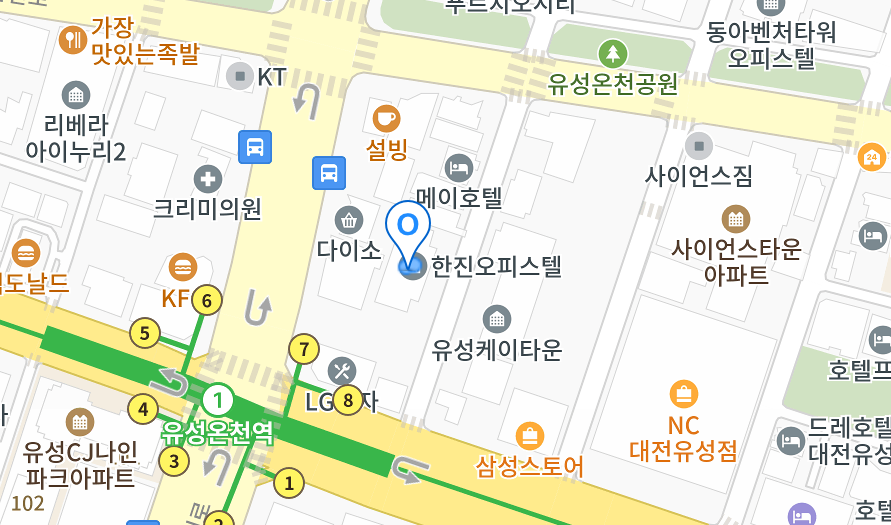 푸르지오시티
가장
맛있는족발
동아벤처타워
오피스텔
KT
유성온천공원
24
리베라
아이누리2
설빙
사이언스짐
메이호텔
크리미의원
다이소
사이언스타운
아파트
O
한진오피스텔
도날드
KF
6
5
7
유성케이타운
호텔프
8
LG
자
1
4
유성온천역
NC
대전유성점
드레호텔
대전유성
유성CJ나인
파크아파트
3
삼성스토어
1
102
2
호텔